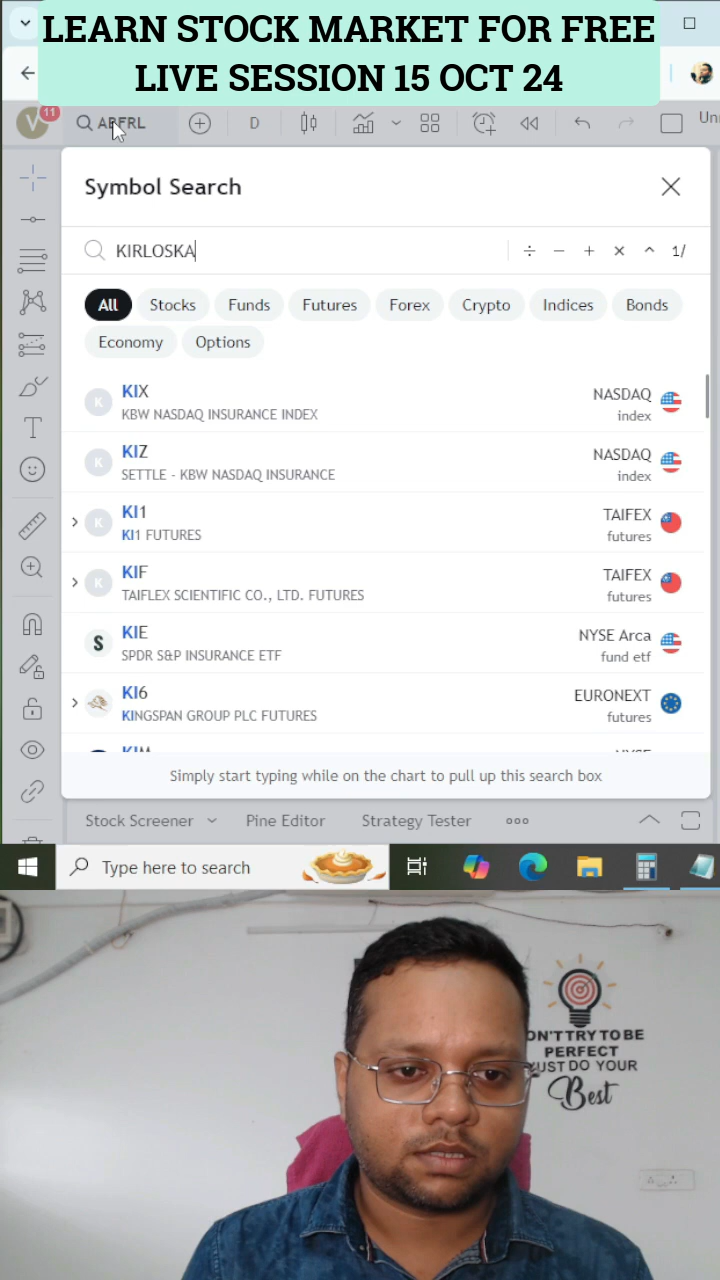 LEARN STOCK MARKET FOR FREE
LIVE SESSION 15 OCT 24
V
11
ABFRL
D
Symbol Search
KIRLOSKA
÷ − + × ^ 1/
All Stocks Funds Futures Forex Crypto Indices Bonds
Economy Options
K
KIX
KBW NASDAQ INSURANCE INDEX
NASDAQ
index
K
KIZ
SETTLE - KBW NASDAQ INSURANCE
NASDAQ
index
K
KI1
KI1 FUTURES
TAIFEX
futures
K
KIF
TAIFLEX SCIENTIFIC CO., LTD. FUTURES
TAIFEX
futures
S
KIE
SPDR S&P INSURANCE ETF
NYSE Arca
fund etf
KI6
KINGSPAN GROUP PLC FUTURES
EURONEXT
futures
Simply start typing while on the chart to pull up this search box
Stock Screener Pine Editor Strategy Tester
Type here to search
PERFECT
JUST DO YOUR
Best